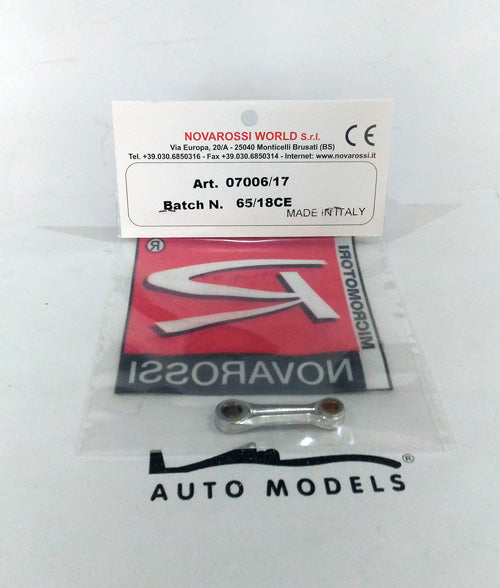 NOVAROSSI WORLD S.r.l.
Via Europa, 20/A - 25040 Monticelli Brusati (BS)
Tel. +39.030.6850316 - Fax +39.030.6850314 - Internet: www.novarossi.it
CE
Art. 07006/17
Batch N. 65/18CE
MADE IN ITALY
®
MICROMOTORI
NOVAROSSI
®
AUTO MODELS